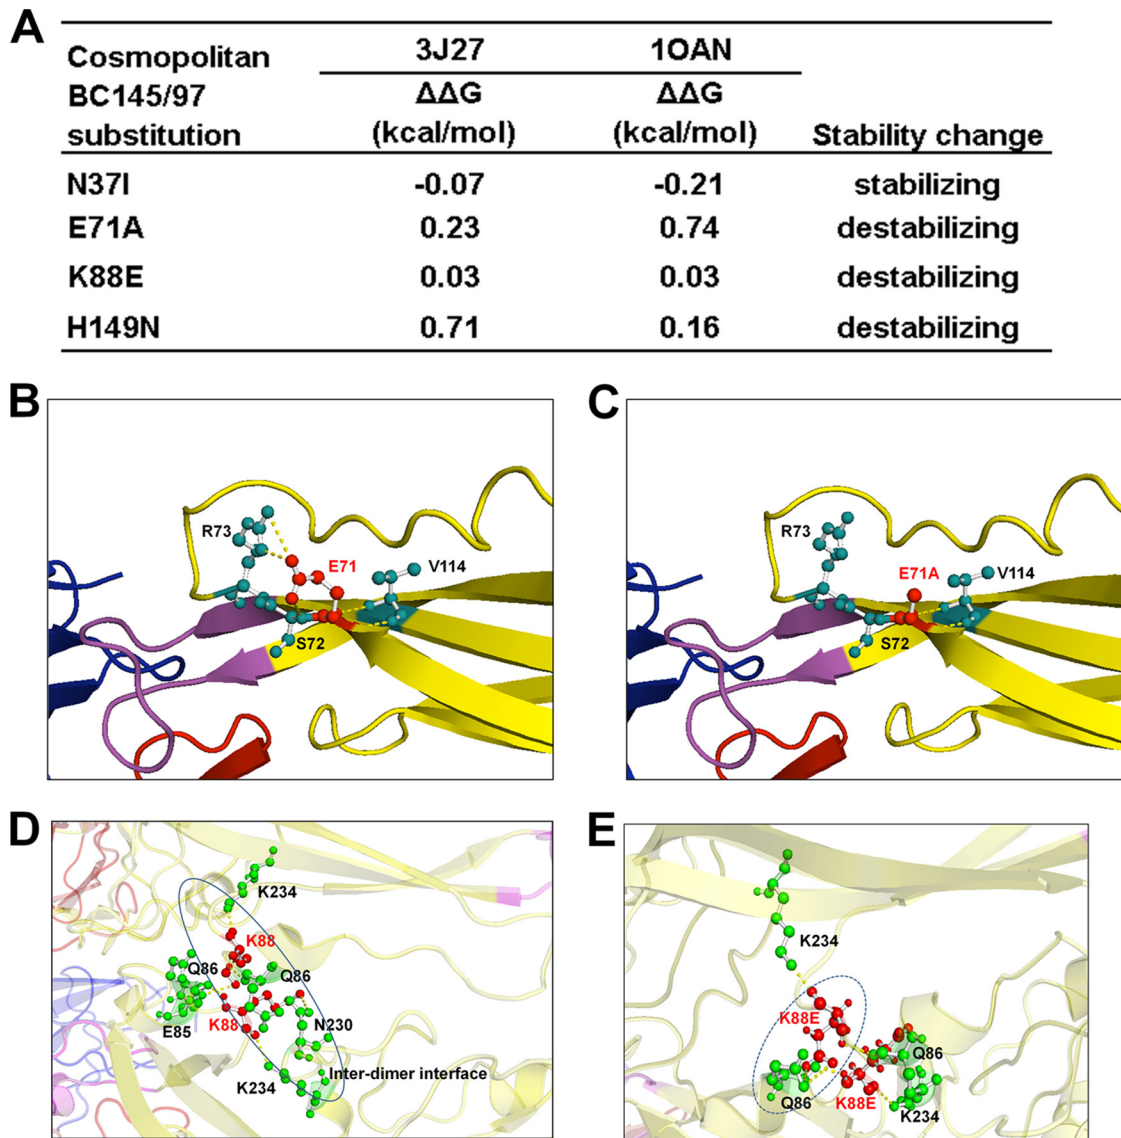 A
Cosmopolitan 3J27 1OAN
BC145/97 ΔΔG ΔΔG
substitution (kcal/mol) (kcal/mol) Stability change
N37I -0.07 -0.21 stabilizing
E71A 0.23 0.74 destabilizing
K88E 0.03 0.03 destabilizing
H149N 0.71 0.16 destabilizing
B
R73
E71
V114
S72
C
R73
E71A
V114
S72
D
K234
K88
Q86
Q86
E85
K88
N230
K234
Inter-dimer interface
E
K234
K88E
Q86
Q86
K88E
K234